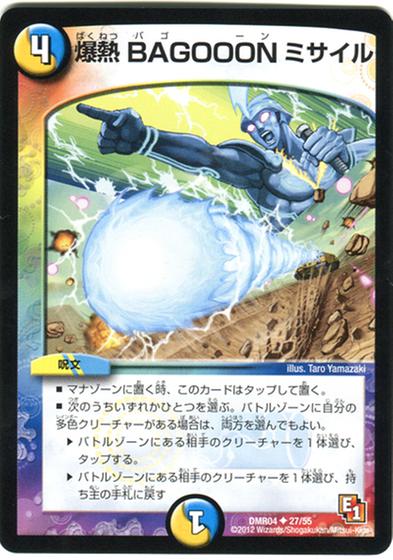 4
ばくねつ バゴーン
爆熱 BAGOOON ミサイル
呪文
illus. Taro Yamazaki
■ マナゾーンに置く時、このカードはタップして置く。
■ 次のうちいずれかひとつを選ぶ。バトルゾーンに自分の
多色クリーチャーがある場合は、両方を選んでもよい。
▶バトルゾーンにある相手のクリーチャーを1体選び、
タップする。
▶バトルゾーンにある相手のクリーチャーを1体選び、持
ち主の手札に戻す
1
DMR04 ◆ 27/55
©2012 Wizards/Shogakukan/Mitsui-Kids
E1